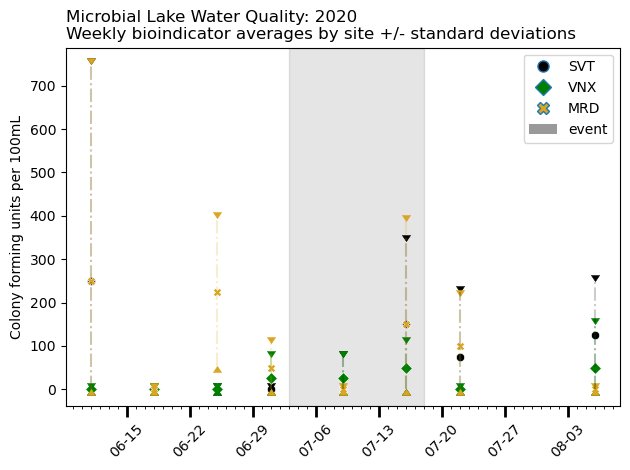 Microbial Lake Water Quality: 2020
Weekly bioindicator averages by site +/- standard deviations
Colony forming units per 100mL
700
600
500
400
300
200
100
0
SVT
VNX
MRD
event
06-15
06-22
06-29
07-06
07-13
07-20
07-27
08-03